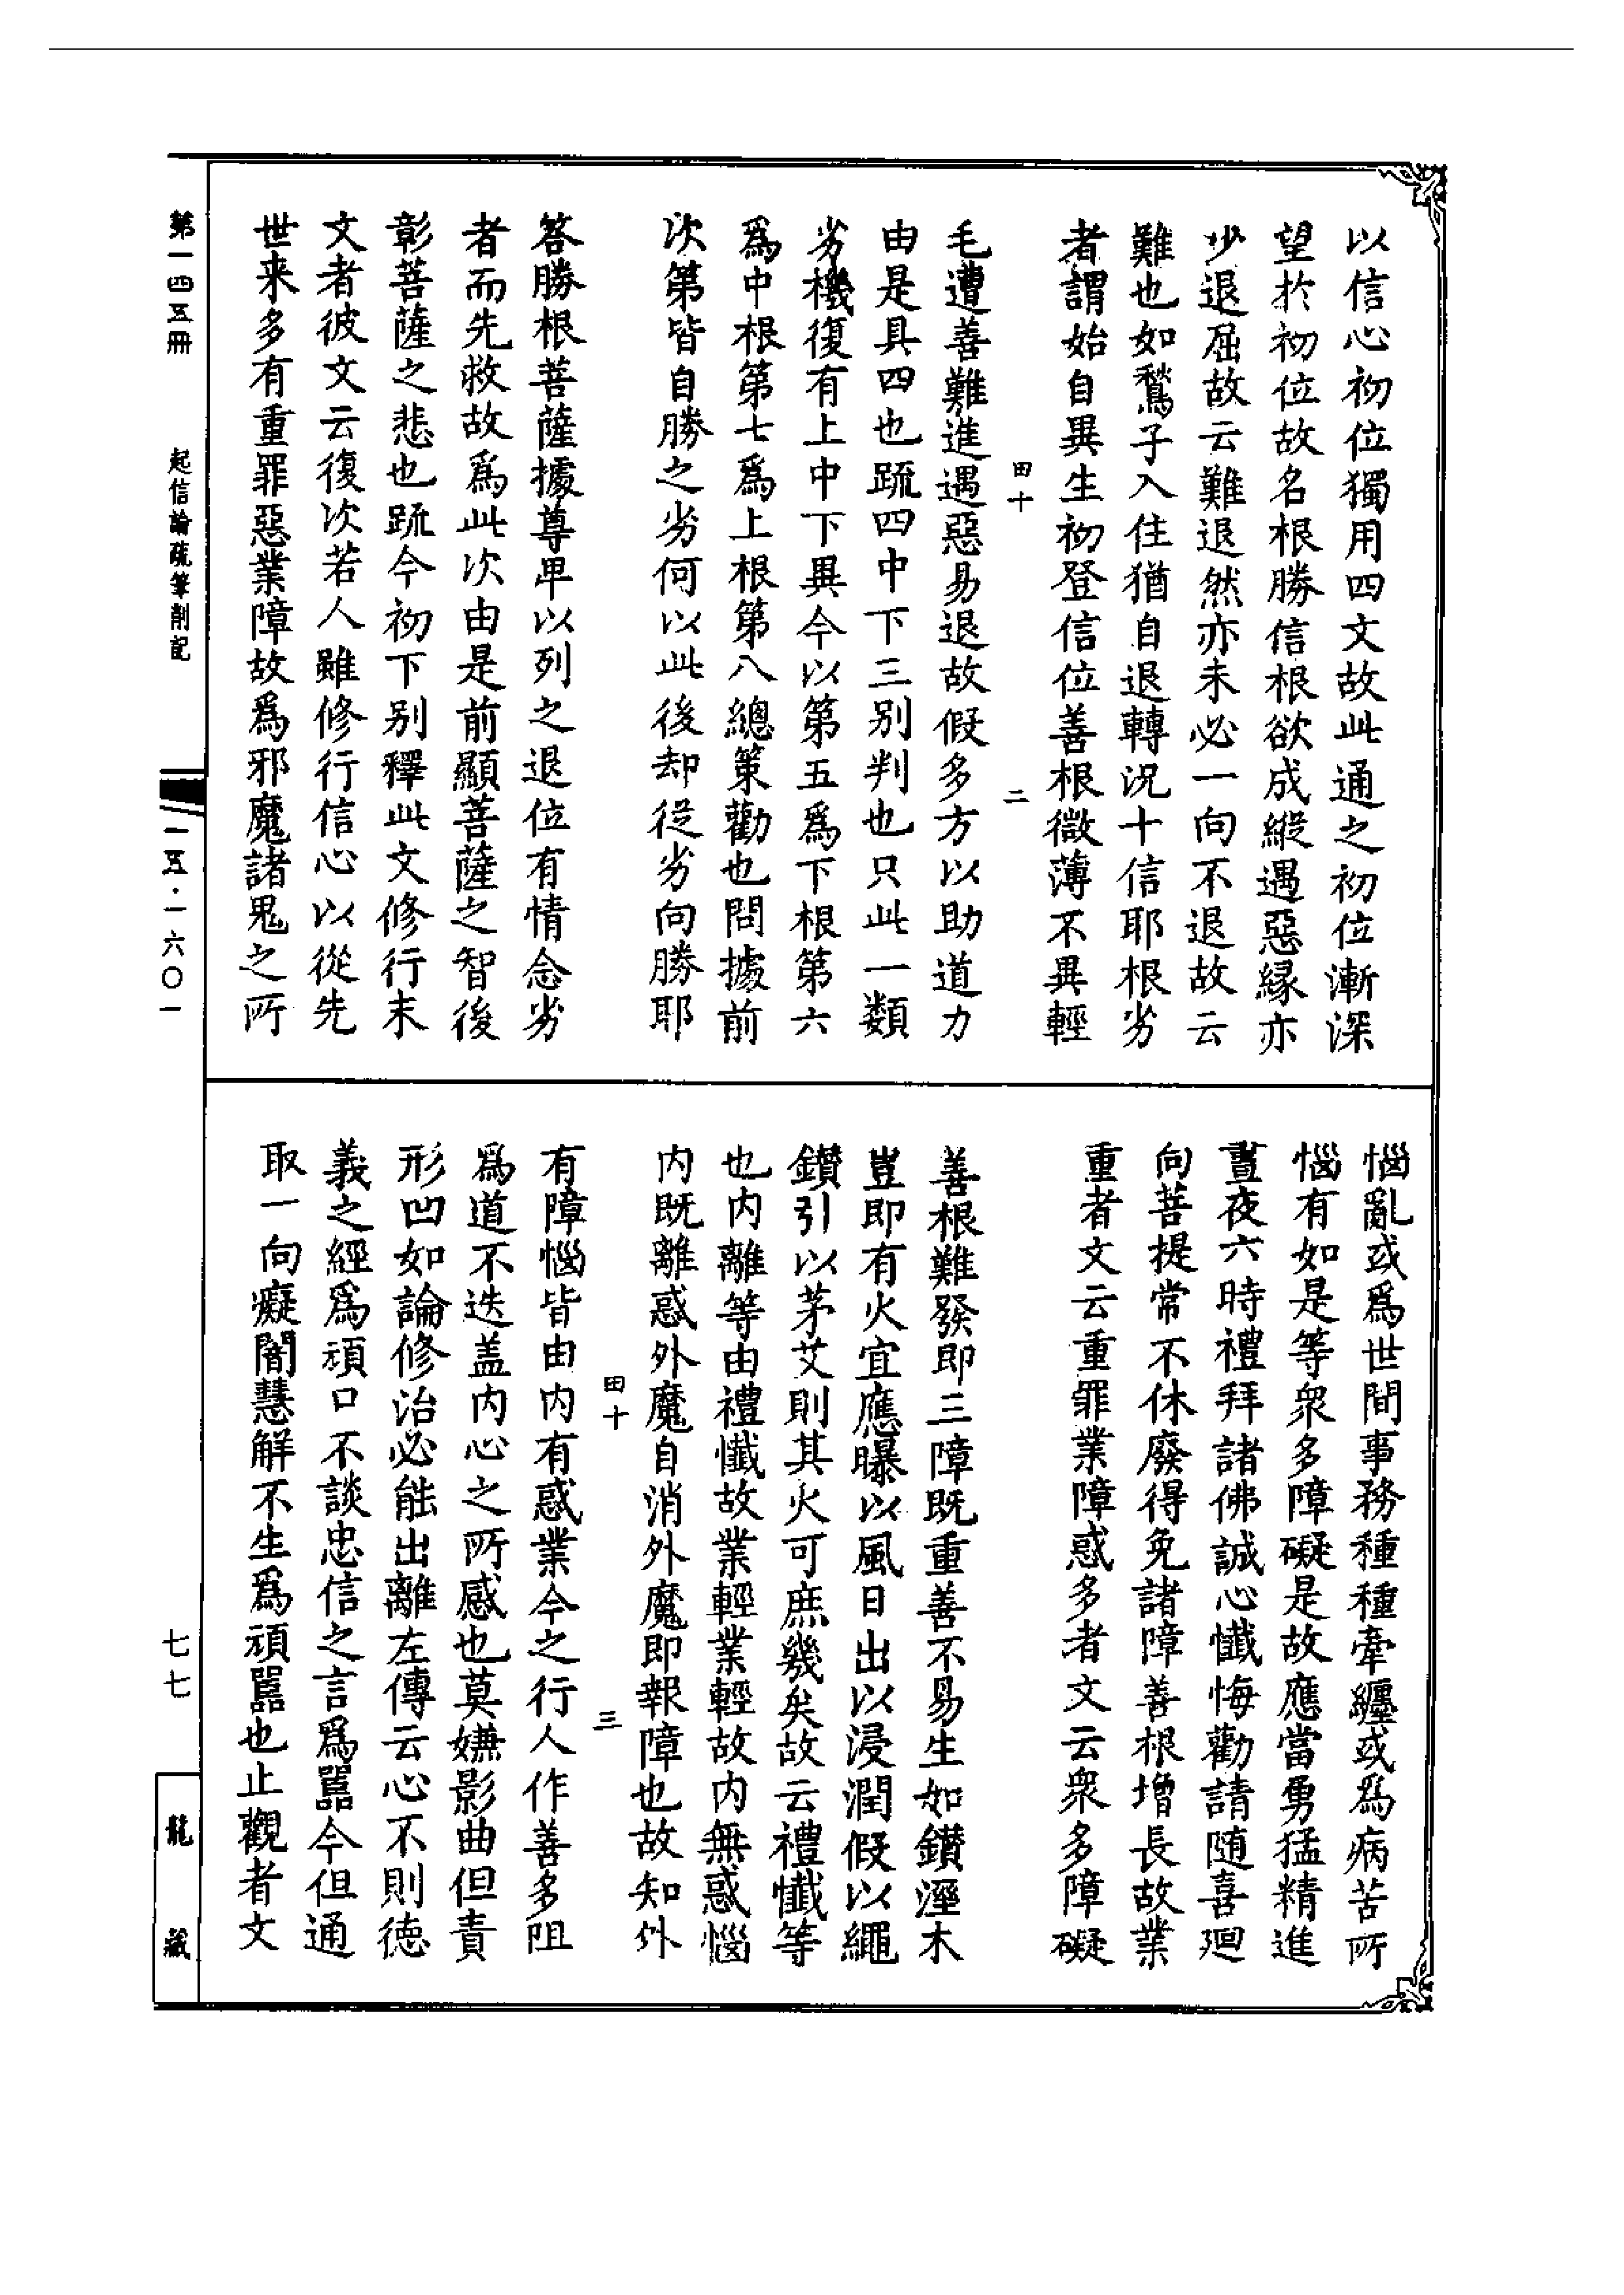 以信心初位獨用四文故此通之初位漸深
望於初位故名根勝信根欲成縱遇惡緣亦
少退屈故云難退然亦未必一向不退故云
難也如鶖子入住猶自退轉況十信耶根劣
者謂始自異生初登信位善根微薄不異輕
田十 二
毛遭善難進遇惡易退故假多方以助道力
由是具四也䟽四中下三別判也只此一類
劣機復有上中下異今以第五爲下根第六
爲中根第七爲上根第八總策勸也問據前
次第皆自勝之劣何以此後却從劣向勝耶
答勝根菩薩據尊卑以列之退位有情念劣
者而先救故爲此次由是前顯菩薩之智後
彰菩薩之悲也䟽今初下別釋此文修行末
文者彼文云復次若人雖修行信心以從先
世来多有重罪惡業障故爲邪魔諸鬼之所
惱亂或爲世間事務種種牽纏或爲病苦所
惱有如是等衆多障礙是故應當勇猛精進
晝夜六時禮拜諸佛誠心懺悔勸請隨喜迴
向菩提常不休廢得免諸障善根增長故業
重者文云重罪業障惑多者文云衆多障礙
善根難發即三障既重善不易生如鑚溼木
豈即有火宜應曝以風日出以浸潤假以繩
鑚引以茅艾則其火可庶幾矣故云禮懺等
也内離等由禮懺故業輕業輕故内無惑惱
内既離惑外魔自消外魔即報障也故知外
田十 三
有障惱皆由内有惑業今之行人作善多阻
爲道不迭盖内心之所感也莫嫌影曲但責
形凹如論修治必能出離左傳云心不則德
義之經爲頑口不談忠信之言爲嚚今但通
取一向癡闇慧解不生爲頑嚚也止觀者文
第一四五冊 起信論疏筆削記
一五·一六〇一
七七
龍藏